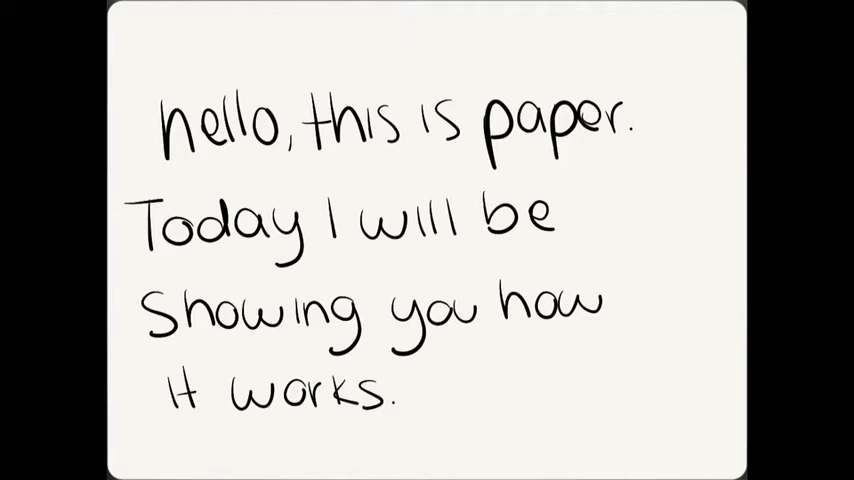 hello, this is paper.
Today I will be
showing you how
it works.